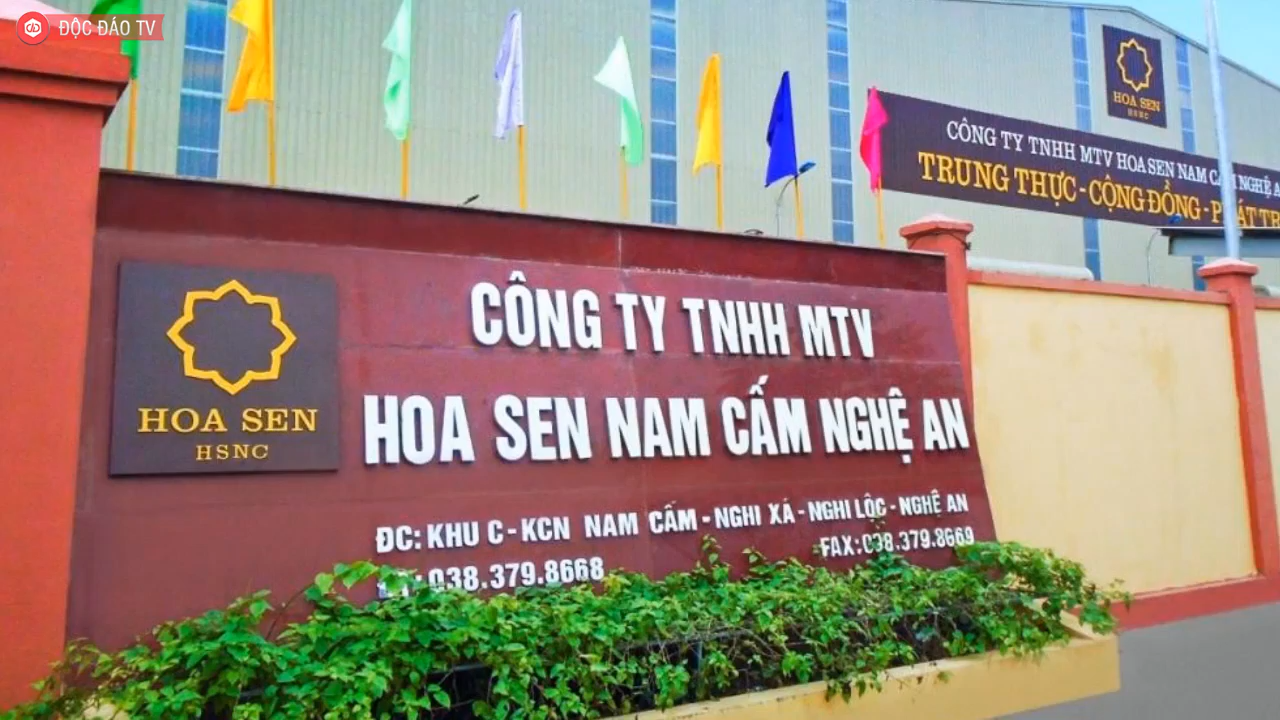 ĐỘC ĐÁO TV
HOA SEN
HSNC
CÔNG TY TNHH MTV HOA SEN NAM CẤM NGHỆ A
TRUNG THỰC - CỘNG ĐỒNG - PHÁT TR
HOA SEN
HSNC
CÔNG TY TNHH MTV
HOA SEN NAM CẤM NGHỆ AN
ĐC: KHU C - KCN NAM CẤM - NGHI XÁ - NGHI LỘC - NGHỆ AN
:038.379.8668
FAX:038.379.8669